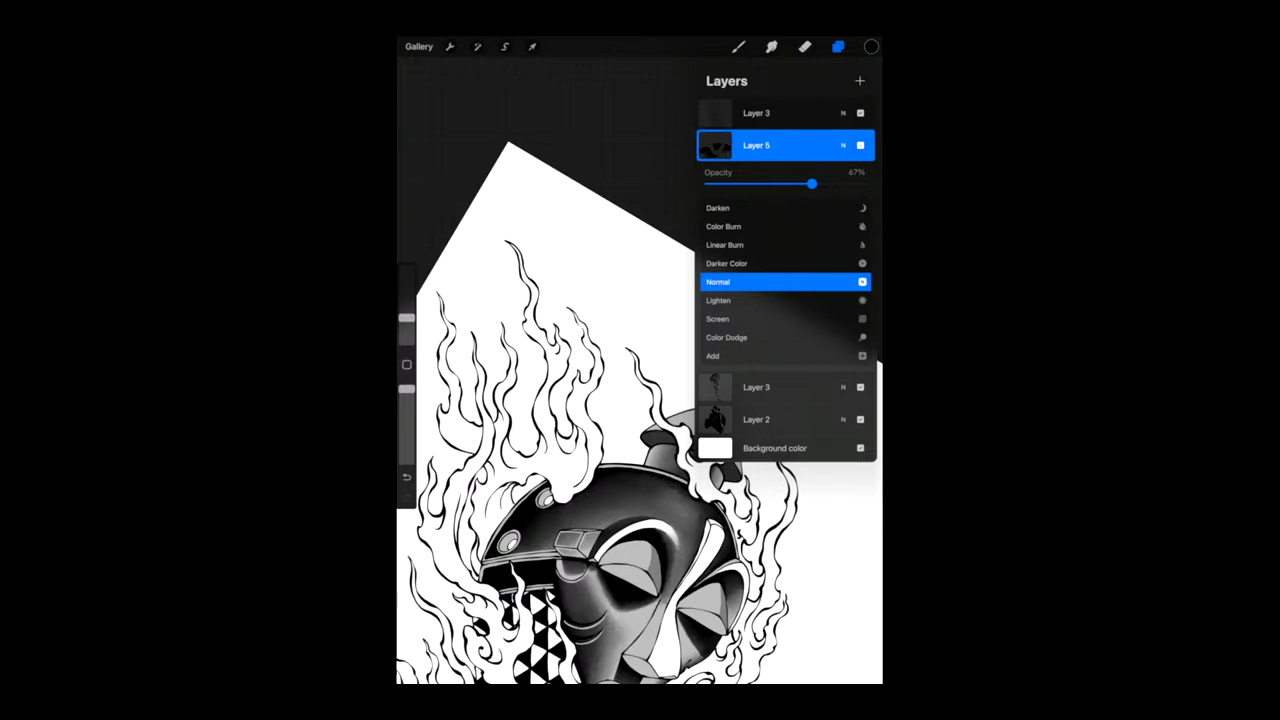 Gallery
Layers
Layer 3 N
Layer 5 N
Opacity 67%
Darken
Color Burn
Linear Burn
Darker Color
Normal N
Lighten
Screen
Color Dodge
Add
Layer 3 N
Layer 2 N
Background color